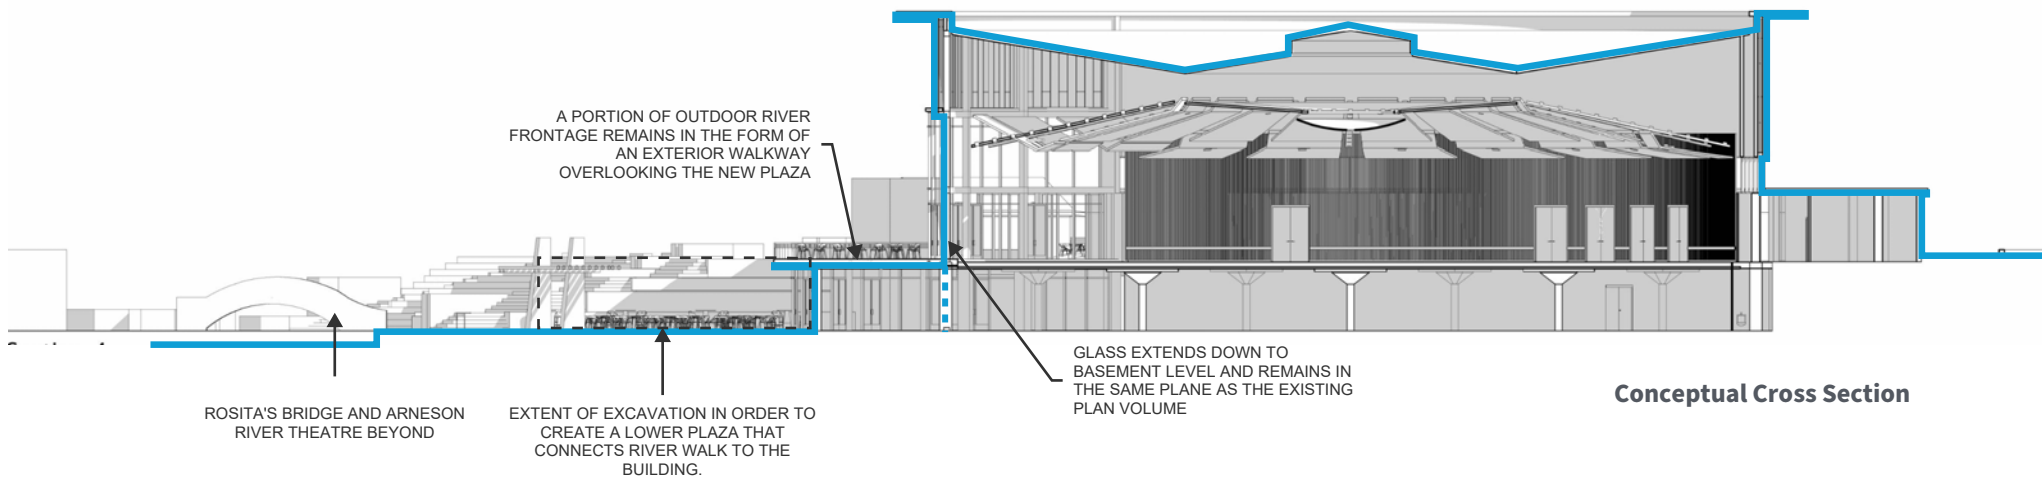 A PORTION OF OUTDOOR RIVER
FRONTAGE REMAINS IN THE FORM OF
AN EXTERIOR WALKWAY
OVERLOOKING THE NEW PLAZA
ROSITA'S BRIDGE AND ARNESON
RIVER THEATRE BEYOND
EXTENT OF EXCAVATION IN ORDER TO
CREATE A LOWER PLAZA THAT
CONNECTS RIVER WALK TO THE
BUILDING.
GLASS EXTENDS DOWN TO
BASEMENT LEVEL AND REMAINS IN
THE SAME PLANE AS THE EXISTING
PLAN VOLUME
Conceptual Cross Section